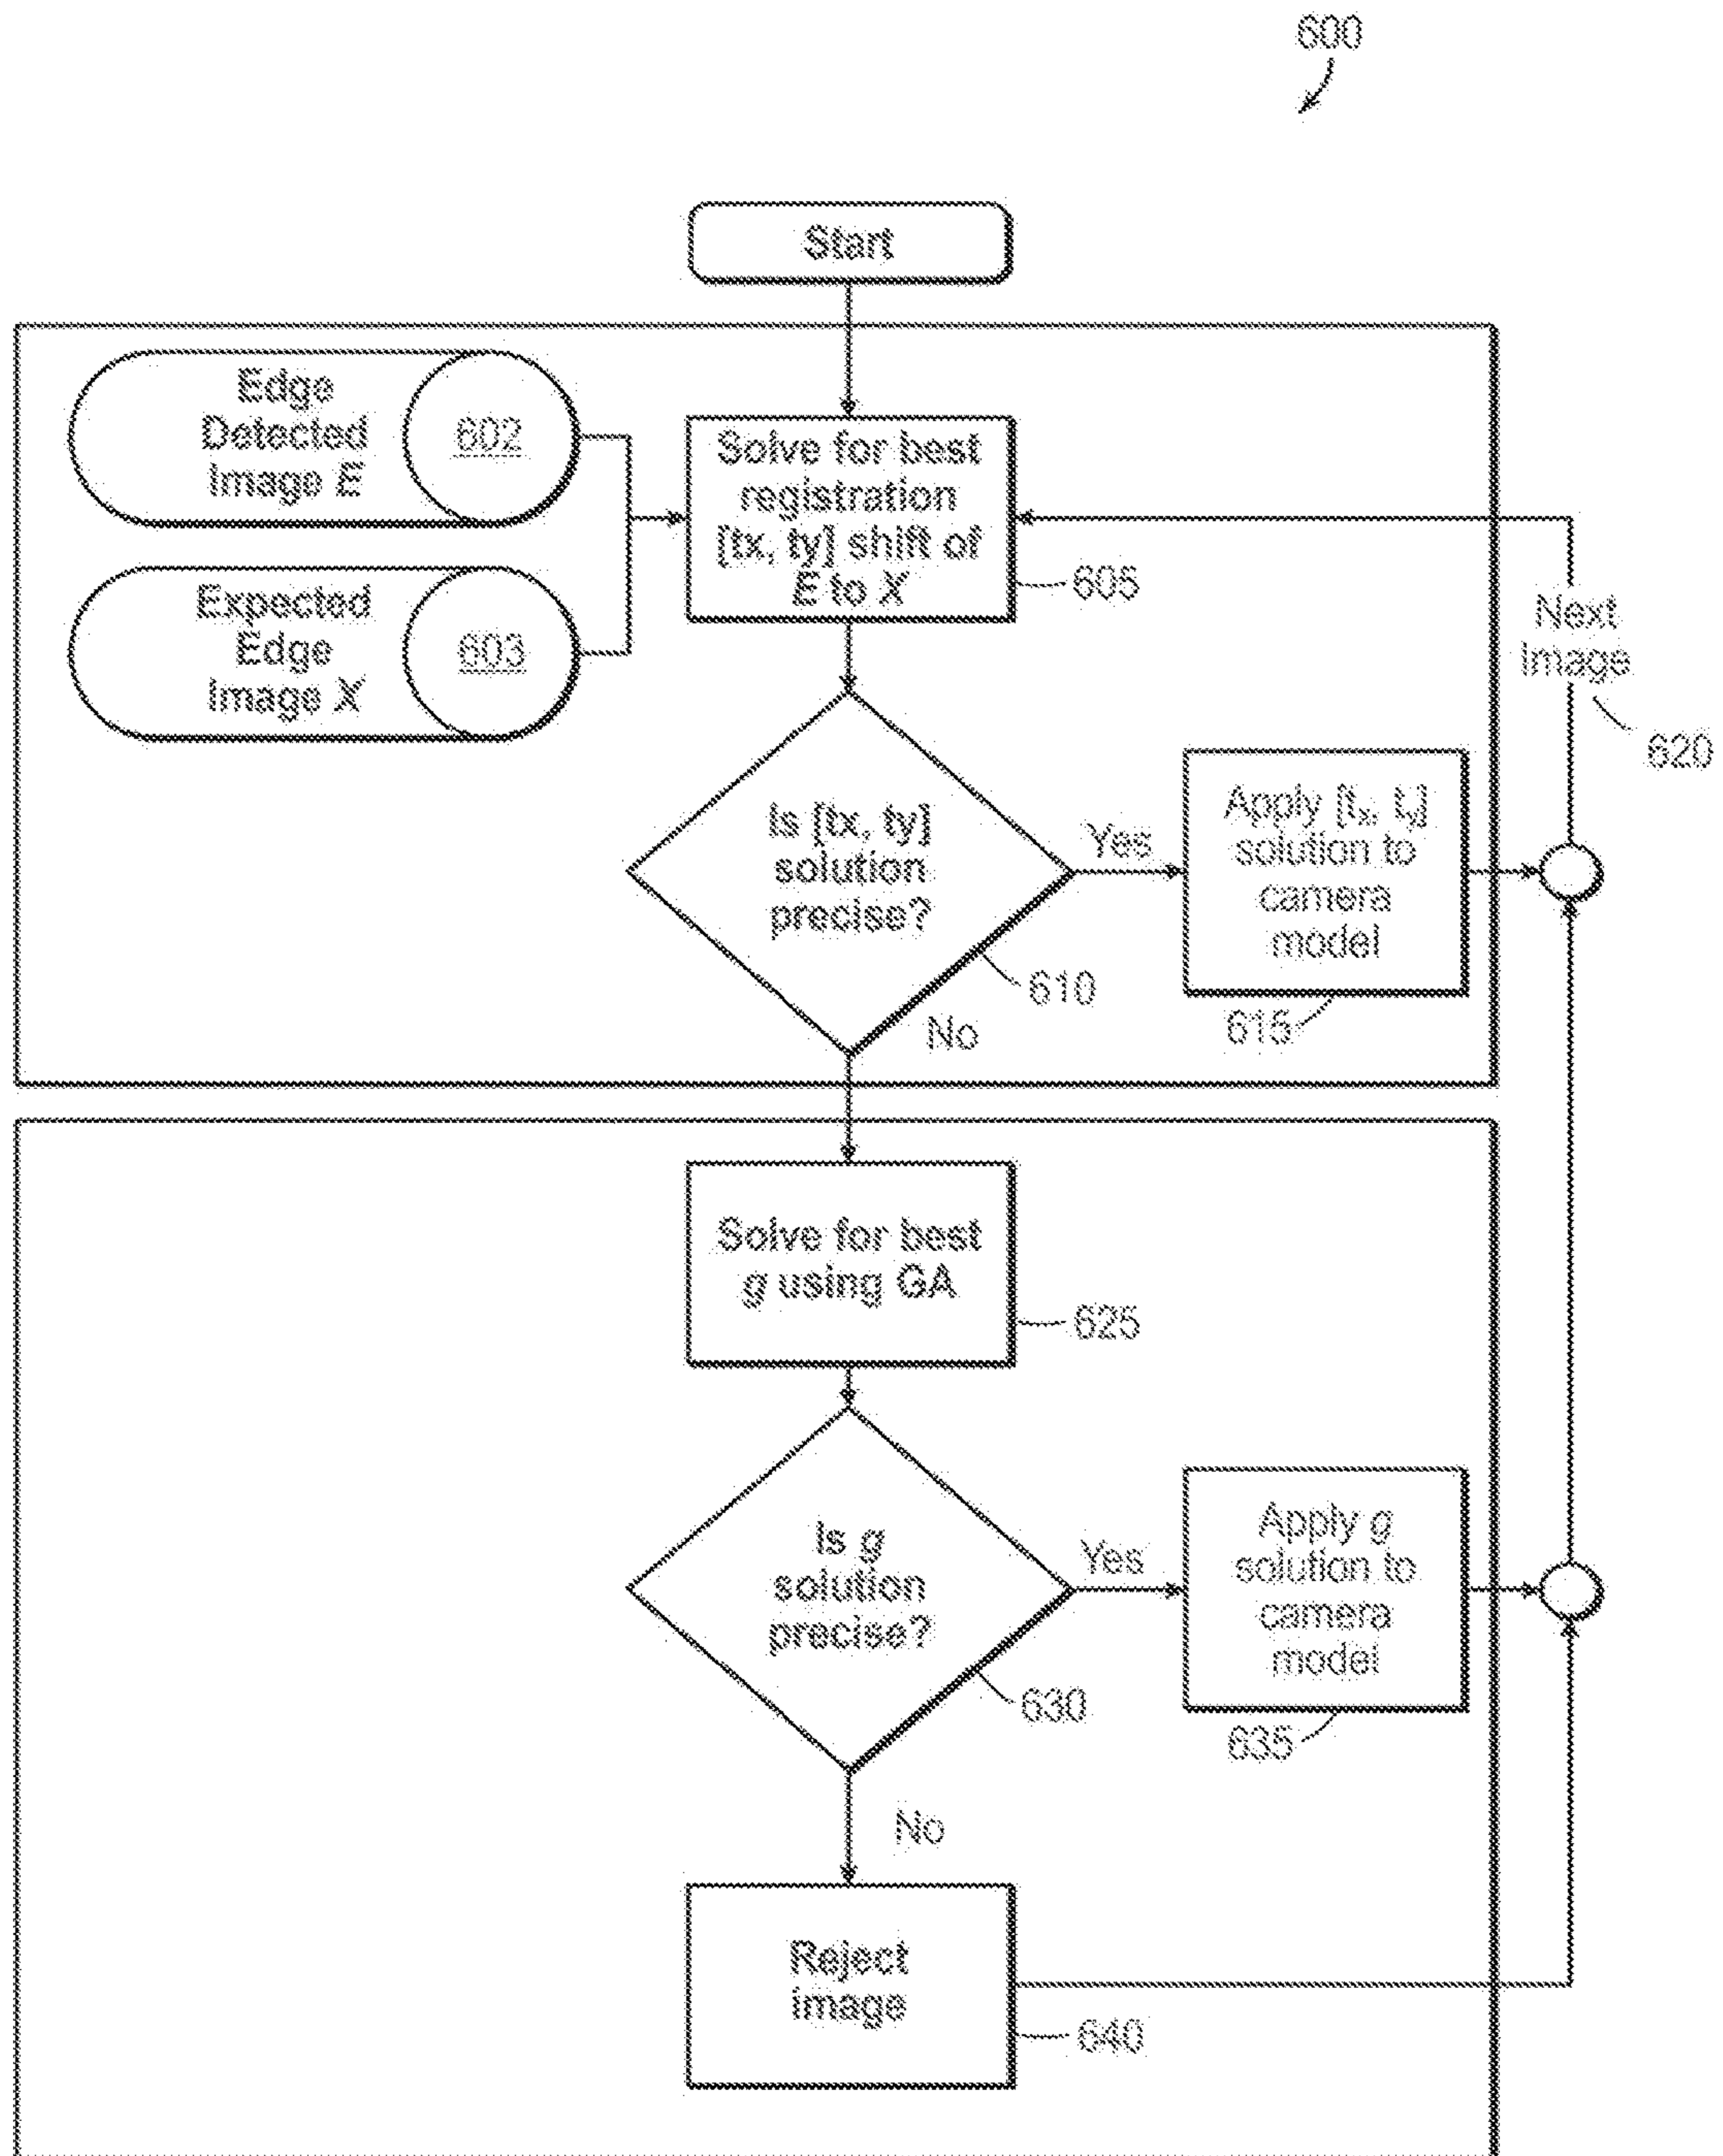 600
Start
Edge
Detected
Image E
602
Expected
Edge
Image X
603
Solve for best
registration
[tx, ty] shift of
E to X
605
Next
Image
620
Is [tx, ty]
solution
precise?
610
Yes
No
Apply [tx, ty]
solution to
camera
model
615
Solve for best
g using GA
625
Is g
solution
precise?
630
Yes
No
Apply g
solution to
camera
model
635
Reject
image
640